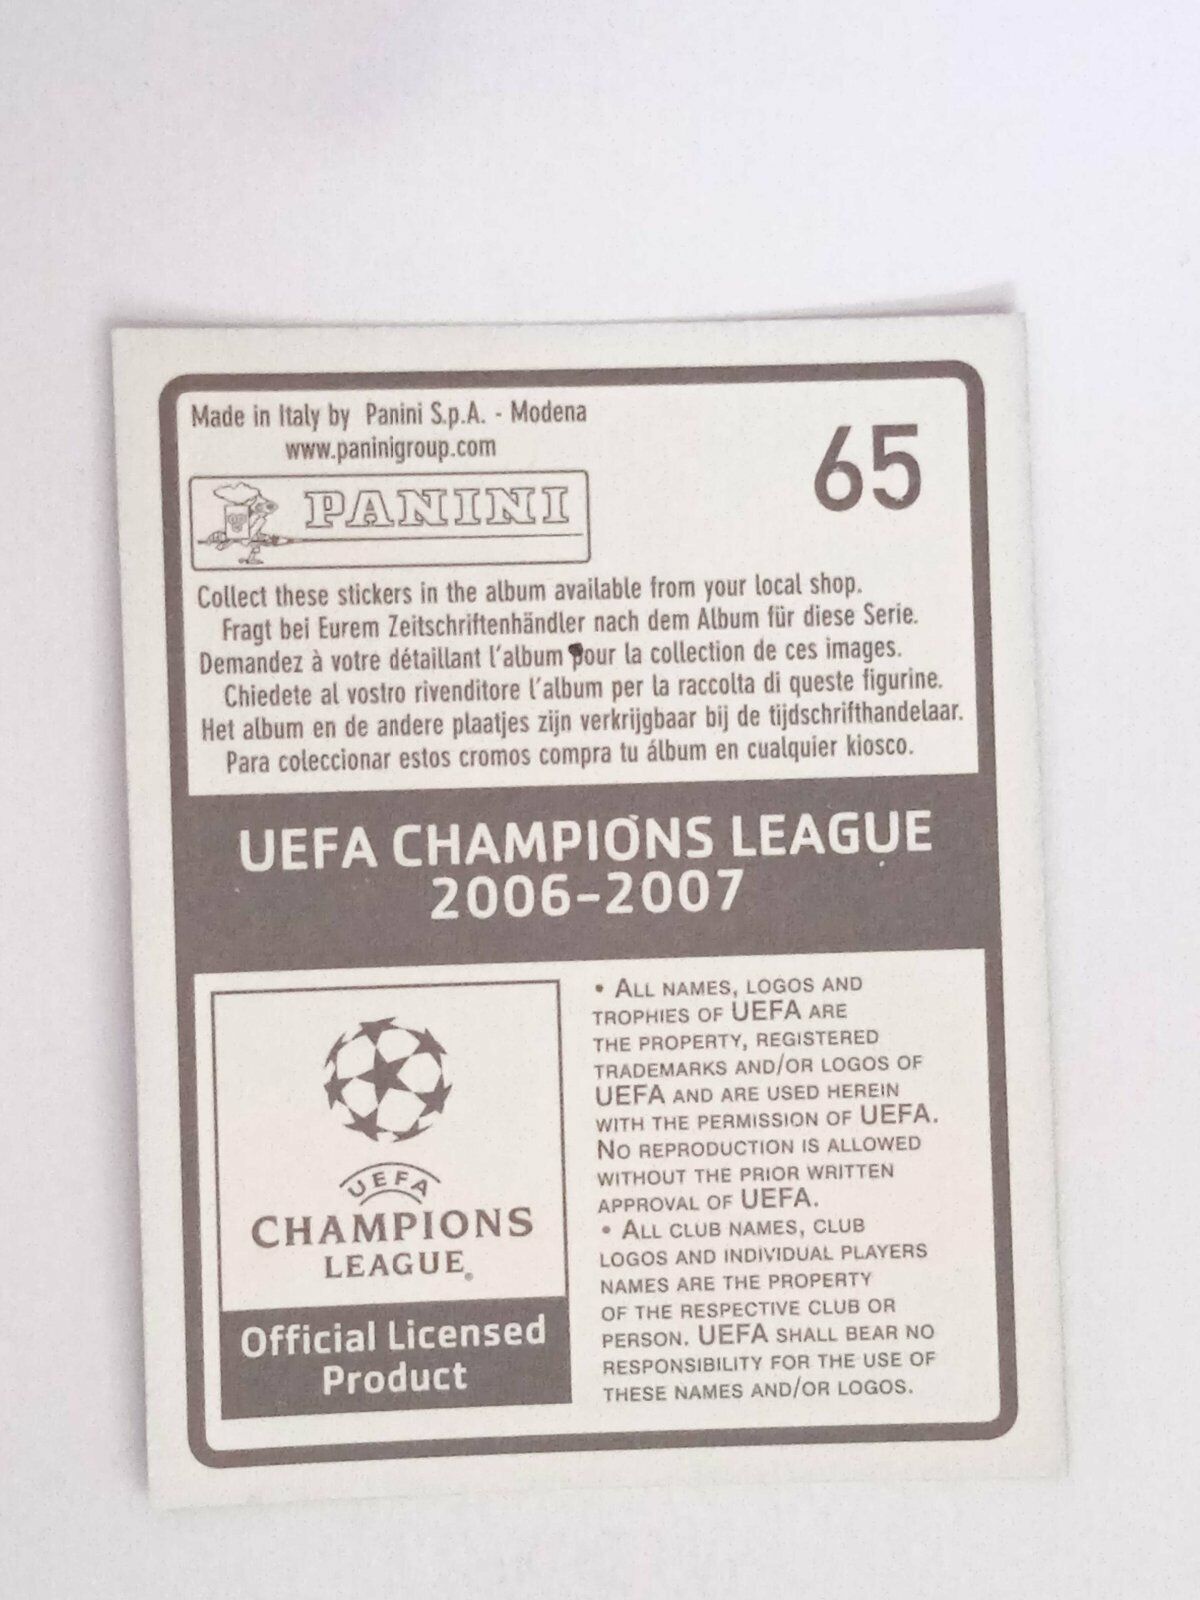 Made in Italy by Panini S.p.A. - Modena
www.paninigroup.com
65
PANINI
Collect these stickers in the album available from your local shop.
Fragt bei Eurem Zeitschriftenhändler nach dem Album für diese Serie.
Demandez à votre détaillant l'album pour la collection de ces images.
Chiedete al vostro rivenditore l'album per la raccolta di queste figurine.
Het album en de andere plaatjes zijn verkrijgbaar bij de tijdschrifthandelaar.
Para coleccionar estos cromos compra tu álbum en cualquier kiosco.
UEFA CHAMPIONS LEAGUE
2006-2007
UEFA
CHAMPIONS
LEAGUE®
Official Licensed
Product
• ALL NAMES, LOGOS AND
TROPHIES OF UEFA ARE
THE PROPERTY, REGISTERED
TRADEMARKS AND/OR LOGOS OF
UEFA AND ARE USED HEREIN
WITH THE PERMISSION OF UEFA.
NO REPRODUCTION IS ALLOWED
WITHOUT THE PRIOR WRITTEN
APPROVAL OF UEFA.
• ALL CLUB NAMES, CLUB
LOGOS AND INDIVIDUAL PLAYERS
NAMES ARE THE PROPERTY
OF THE RESPECTIVE CLUB OR
PERSON. UEFA SHALL BEAR NO
RESPONSIBILITY FOR THE USE OF
THESE NAMES AND/OR LOGOS.